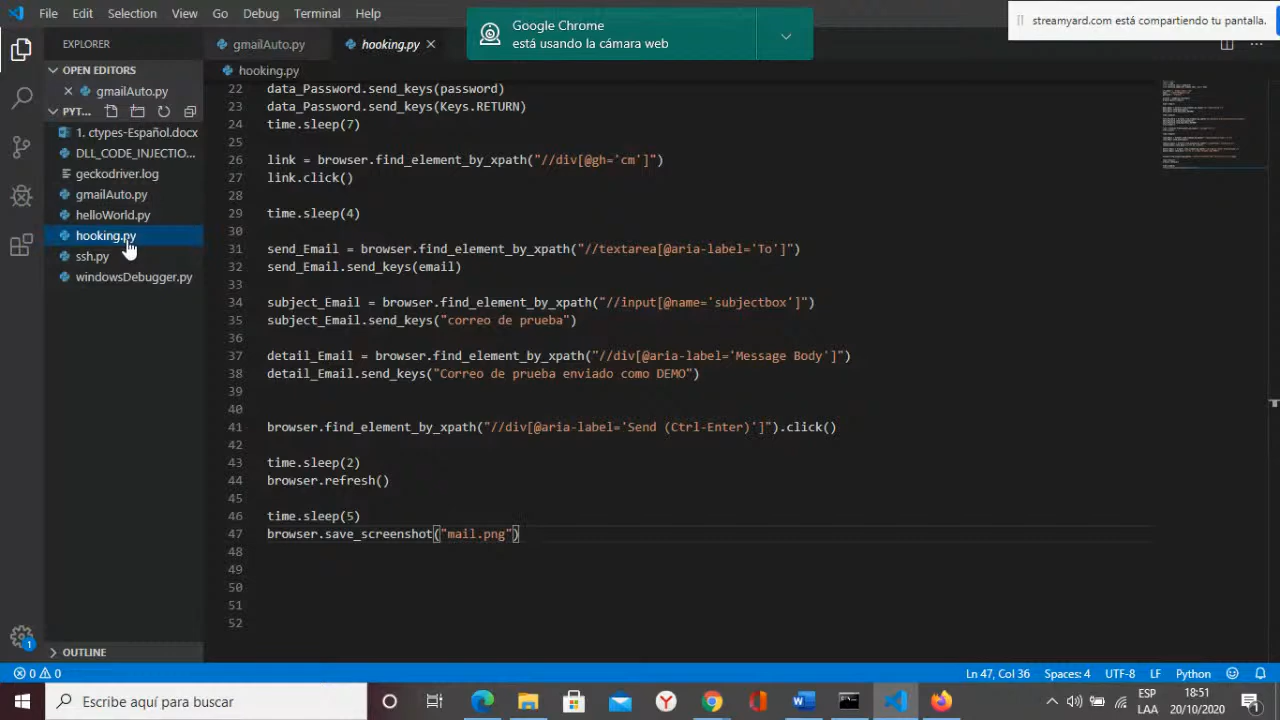 File Edit Selection View Go Debug Terminal Help
Google Chrome
está usando la cámara web
streamyard.com está compartiendo tu pantalla.
EXPLORER
gmailAuto.py
hooking.py
OPEN EDITORS
gmailAuto.py
hooking.py
PYT...
1. ctypes-Español.docx
DLL_CODE_INJECTIO...
geckodriver.log
gmailAuto.py
helloWorld.py
hooking.py
ssh.py
windowsDebugger.py
22 data_Password.send_keys(password)
23 data_Password.send_keys(Keys.RETURN)
24 time.sleep(7)
25
26 link = browser.find_element_by_xpath("//div[@gh='cm']")
27 link.click()
28
29 time.sleep(4)
30
31 send_Email = browser.find_element_by_xpath("//textarea[@aria-label='To']")
32 send_Email.send_keys(email)
33
34 subject_Email = browser.find_element_by_xpath("//input[@name='subjectbox']")
35 subject_Email.send_keys("correo de prueba")
36
37 detail_Email = browser.find_element_by_xpath("//div[@aria-label='Message Body']")
38 detail_Email.send_keys("Correo de prueba enviado como DEMO")
39
40
41 browser.find_element_by_xpath("//div[@aria-label='Send (Ctrl-Enter)']").click()
42
43 time.sleep(2)
44 browser.refresh()
45
46 time.sleep(5)
47 browser.save_screenshot("mail.png")
48
49
50
51
52
OUTLINE
1
0 0
Ln 47, Col 36 Spaces: 4 UTF-8 LF Python
Escribe aquí para buscar
ESP
LAA
18:51
20/10/2020
1